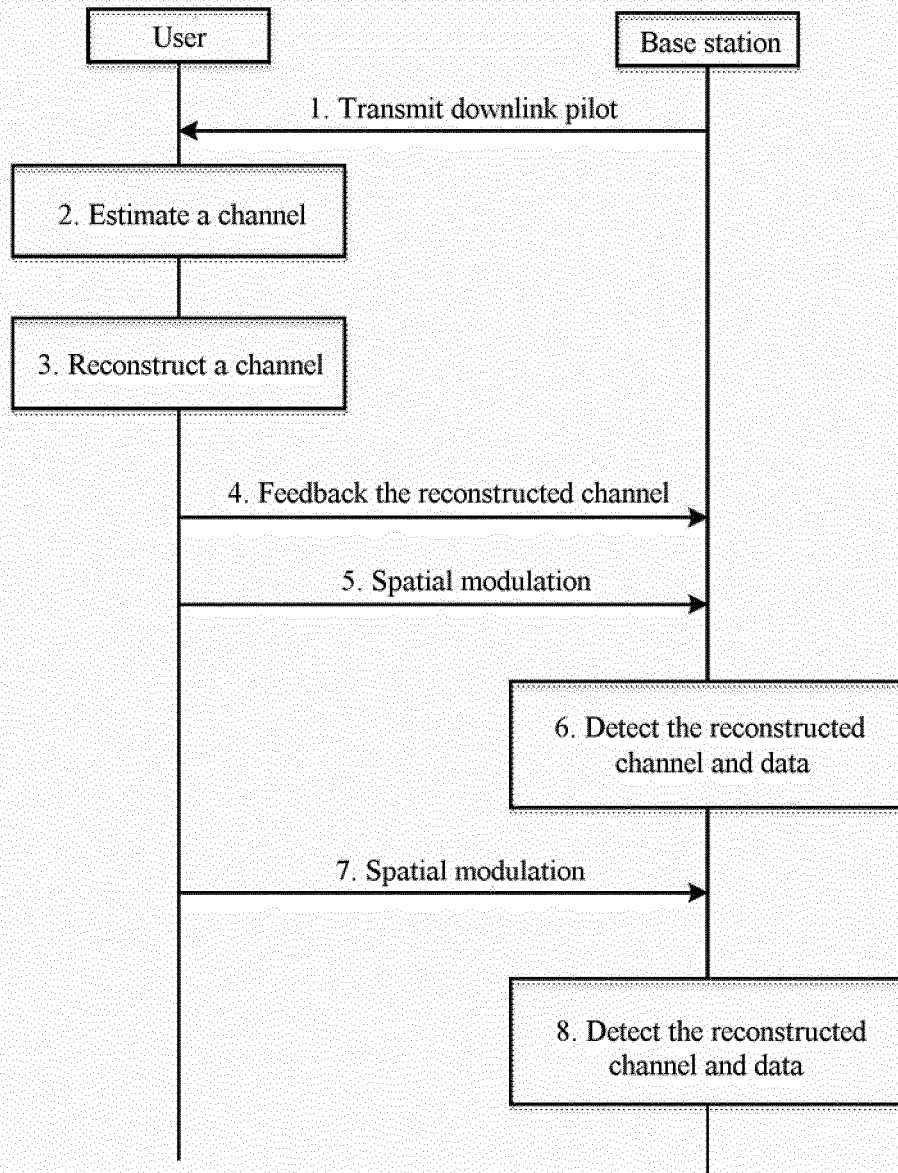 User
Base station
1. Transmit downlink pilot
2. Estimate a channel
3. Reconstruct a channel
4. Feedback the reconstructed channel
5. Spatial modulation
6. Detect the reconstructed
channel and data
7. Spatial modulation
8. Detect the reconstructed
channel and data